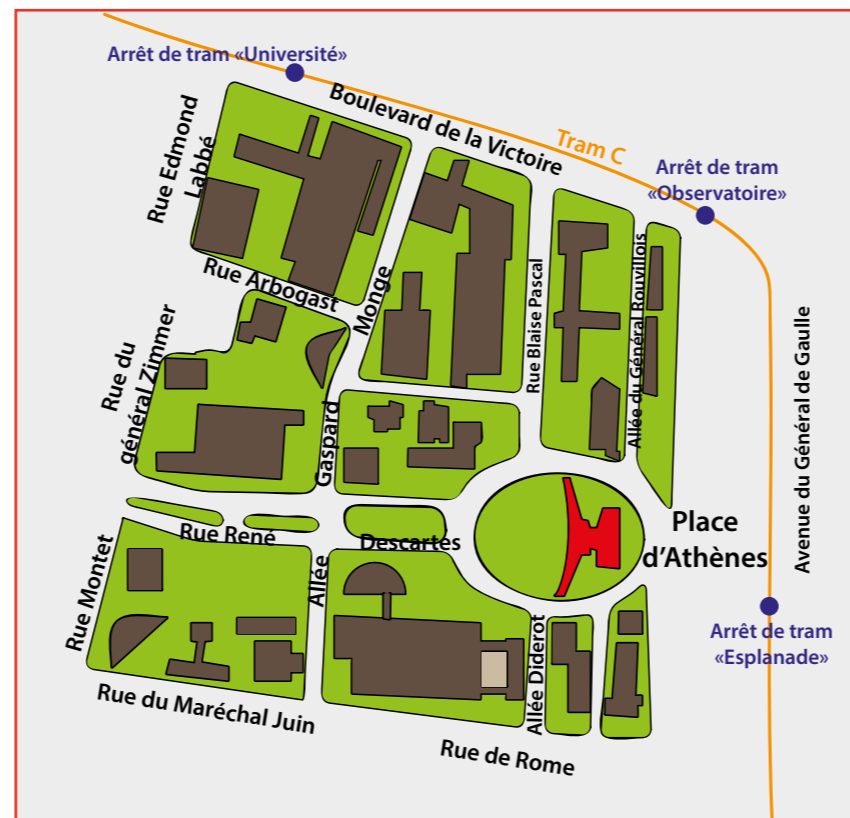 Arrêt de tram «Université»
Boulevard de la Victoire
Tram C
Arrêt de tram
«Observatoire»
Rue Edmond
Labbé
Rue Arbogast
Monge
Rue Blaise Pascal
Allée du Général Rouvillois
Avenue du Général de Gaulle
Rue du
général Zimmer
Gaspard
Rue René
Descartes
Place
d'Athènes
Allée
Rue Montet
Arrêt de tram
«Esplanade»
Allée Diderot
Rue du Maréchal Juin
Rue de Rome